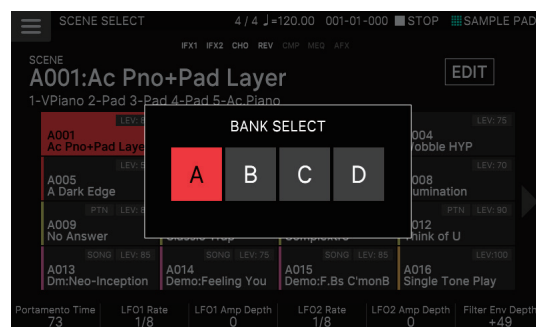 SCENE SELECT 4 / 4 ♩=120.00 001-01-000 STOP SAMPLE PAD
IFX1 IFX2 CHO REV CMP MEQ AFX
SCENE
A001:Ac Pno+Pad Layer
EDIT
1-VPiano 2-Pad 3-Pad 4-Pad 5-Ac.Piano
BANK SELECT
A B C D
LEV: 75
A001
Ac Pno+Pad Laye
004
obble HYP
LEV: 70
A005
A Dark Edge
008
umination
PTN LEV: PTN LEV: 90
A009
No Answer
012
hink of U
SONG LEV: 85 SONG LEV: 75 SONG LEV: 85 LEV:100
A013 A014 A015 A016
Dm:Neo-Inception Demo:Feeling You Demo:F.Bs C'monB Single Tone Play
Portamento Time LFO1 Rate LFO1 Amp Depth LFO2 Rate LFO2 Amp Depth Filter Env Depth
73 1/8 0 1/8 0 +49